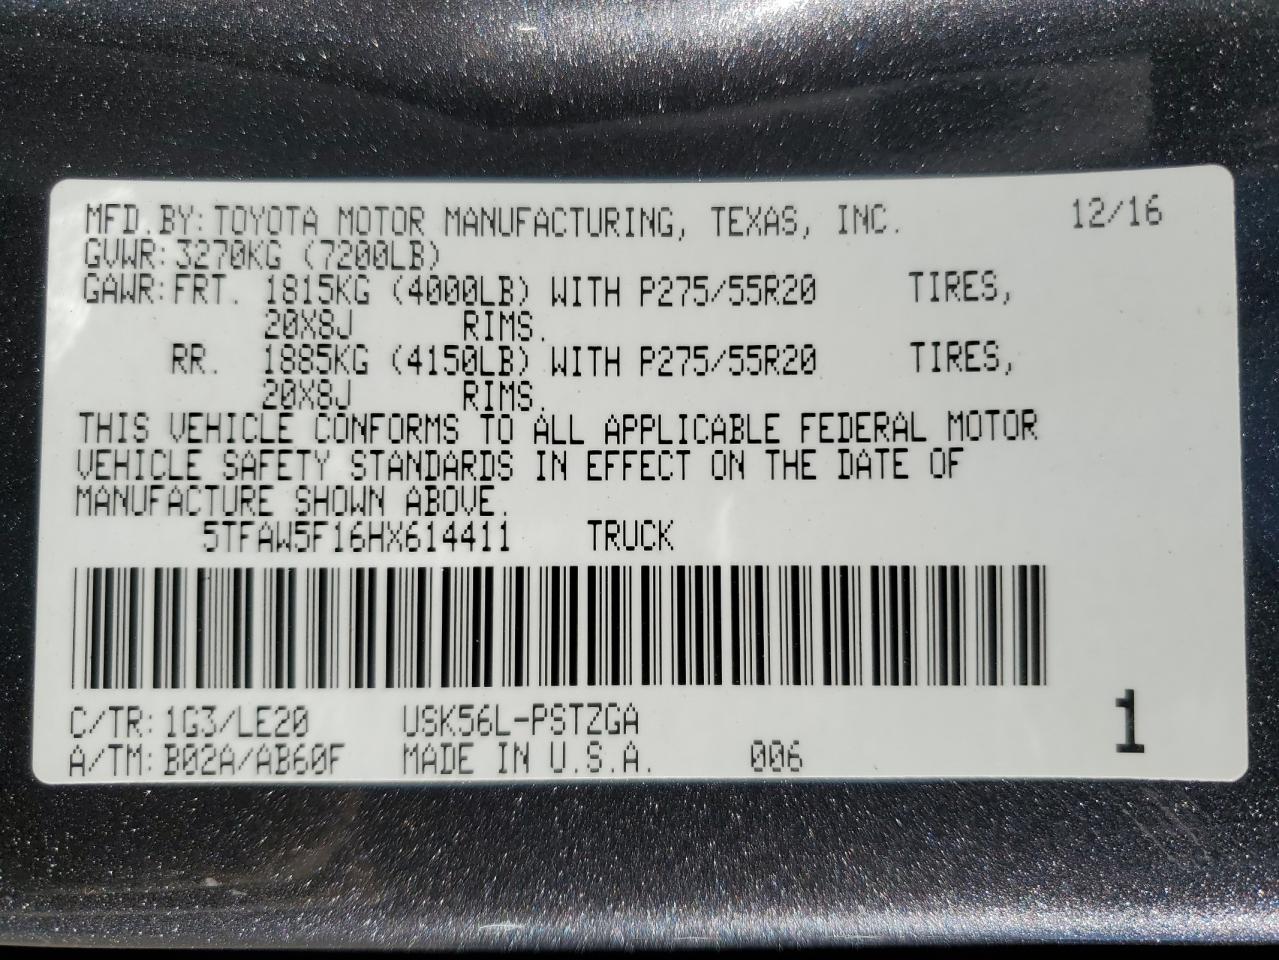 MFD.BY:TOYOTA MOTOR MANUFACTURING, TEXAS, INC. 12/16
GVWR:3270KG (7200LB)
GAWR:FRT. 1815KG (4000LB) WITH P275/55R20 TIRES,
20X8J RIMS.
RR. 1885KG (4150LB) WITH P275/55R20 TIRES,
20X8J RIMS.
THIS VEHICLE CONFORMS TO ALL APPLICABLE FEDERAL MOTOR
VEHICLE SAFETY STANDARDS IN EFFECT ON THE DATE OF
MANUFACTURE SHOWN ABOVE.
5TFAW5F16HX614411 TRUCK
C/TR:1G3/LE20 USK56L-PSTZGA 1
A/TM:B02A/AB60F MADE IN U.S.A. 006